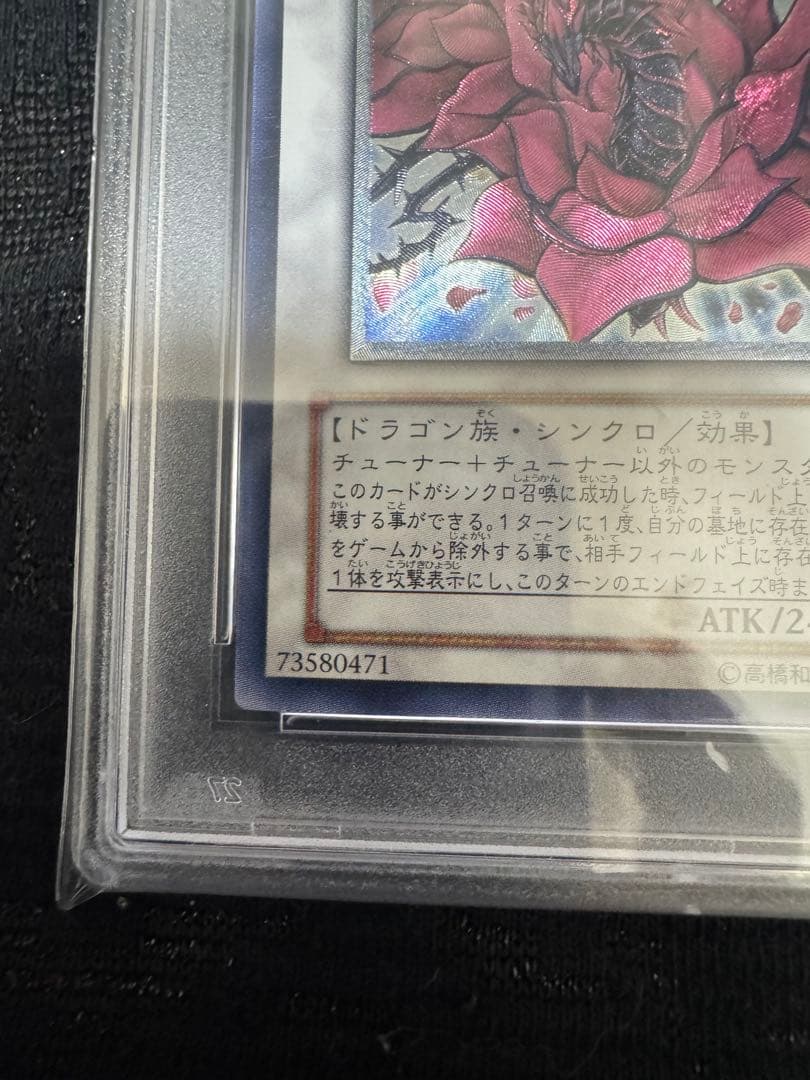 【ドラゴン族・シンクロ／効果】
チューナー＋チューナー以外のモンスタ
このカードがシンクロ召喚に成功した時、フィールド上
壊する事ができる。1ターンに1度、自分の墓地に存在
をゲームから除外する事で、相手フィールド上に存在
1体を攻撃表示にし、このターンのエンドフェイズ時ま
ATK/24
73580471
©高橋和
27